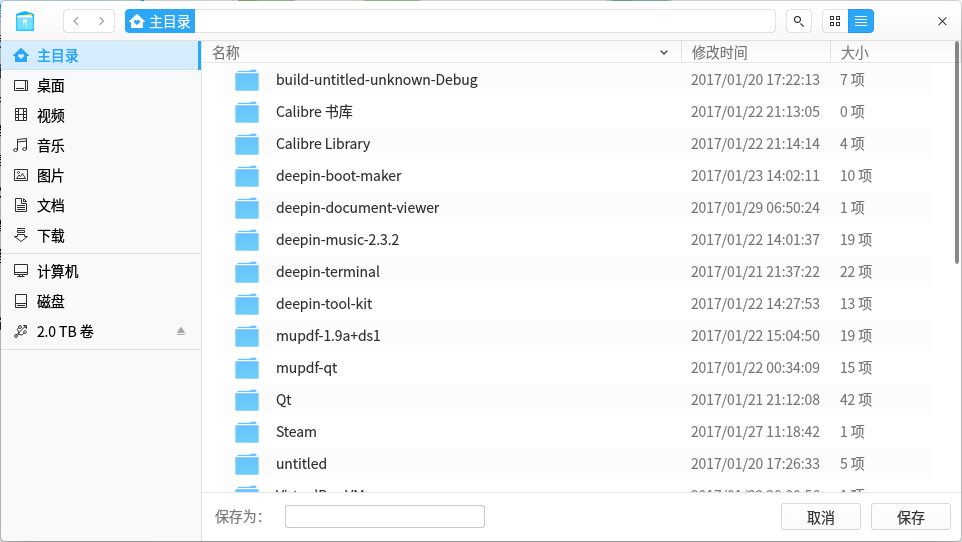 主目录
主目录
桌面
视频
音乐
图片
文档
下载
计算机
磁盘
2.0 TB 卷
名称 修改时间 大小
build-untitled-unknown-Debug 2017/01/20 17:22:13 7 项
Calibre 书库 2017/01/22 21:13:05 0 项
Calibre Library 2017/01/22 21:14:14 4 项
deepin-boot-maker 2017/01/23 14:02:11 10 项
deepin-document-viewer 2017/01/29 06:50:24 1 项
deepin-music-2.3.2 2017/01/22 14:01:37 19 项
deepin-terminal 2017/01/21 21:37:22 22 项
deepin-tool-kit 2017/01/22 14:27:53 13 项
mupdf-1.9a+ds1 2017/01/22 15:04:50 19 项
mupdf-qt 2017/01/22 00:34:09 15 项
Qt 2017/01/21 21:12:08 42 项
Steam 2017/01/27 11:18:42 1 项
untitled 2017/01/20 17:26:33 5 项
保存为：
取消 保存